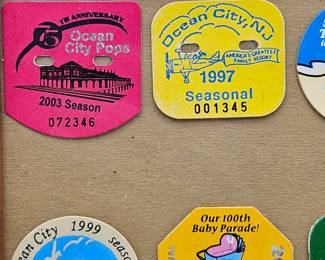 75TH ANNIVERSARY
Ocean
City Pops
2003 Season
072346
Ocean City, NJ
AMERICA'S GREATEST
FAMILY RESORT
1997
Seasonal
001345
City 1999
Our 100th
Baby Parade!